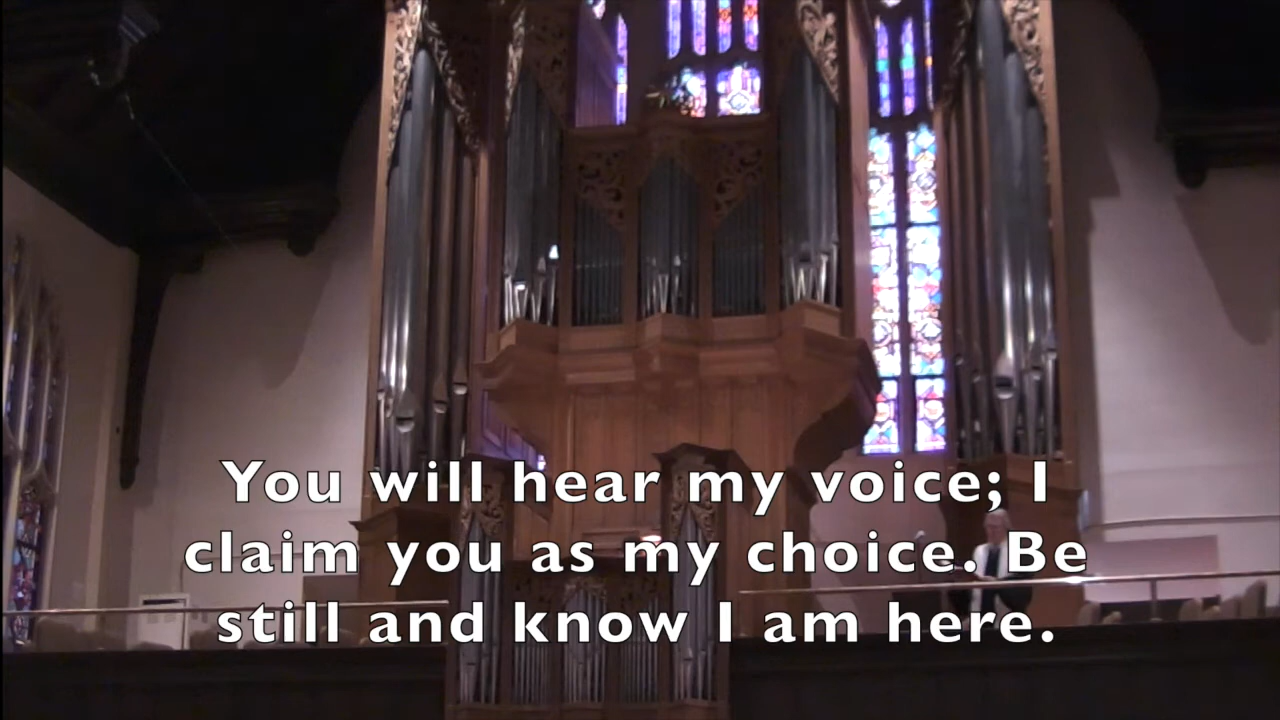 You will hear my voice; I
claim you as my choice. Be
still and know I am here.